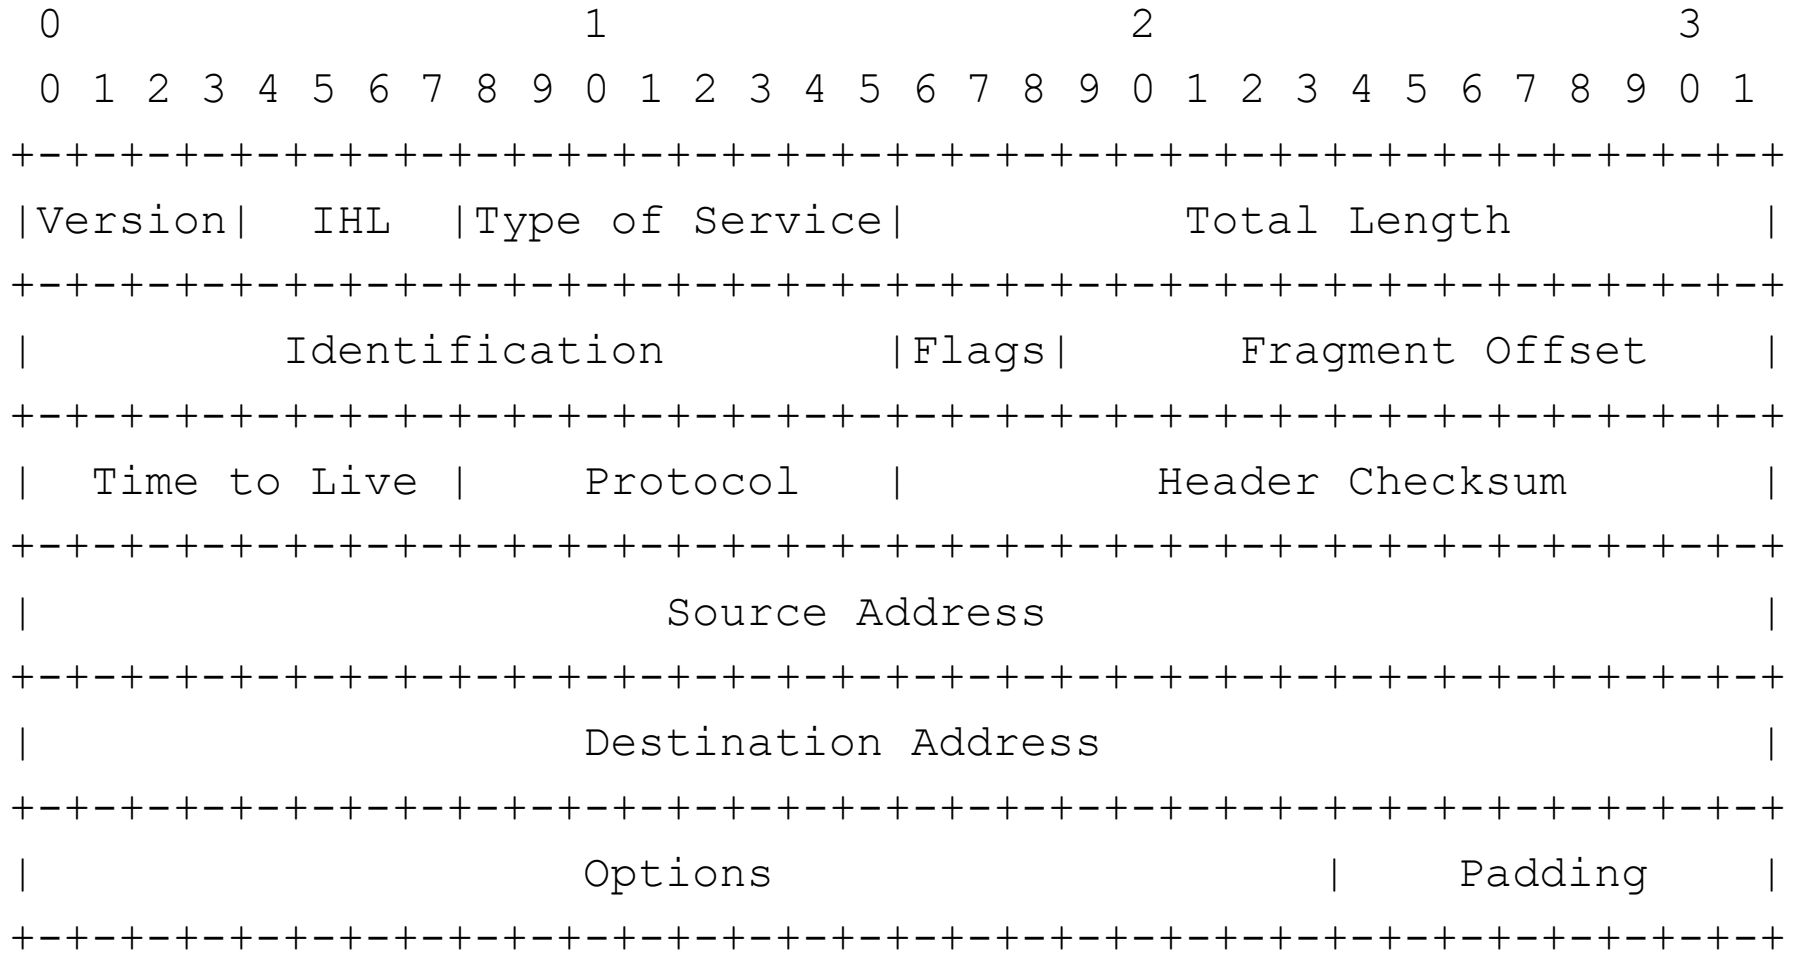 0                   1                   2                   3
 0 1 2 3 4 5 6 7 8 9 0 1 2 3 4 5 6 7 8 9 0 1 2 3 4 5 6 7 8 9 0 1
+-+-+-+-+-+-+-+-+-+-+-+-+-+-+-+-+-+-+-+-+-+-+-+-+-+-+-+-+-+-+-+-+
|Version|  IHL  |Type of Service|          Total Length         |
+-+-+-+-+-+-+-+-+-+-+-+-+-+-+-+-+-+-+-+-+-+-+-+-+-+-+-+-+-+-+-+-+
|         Identification        |Flags|      Fragment Offset    |
+-+-+-+-+-+-+-+-+-+-+-+-+-+-+-+-+-+-+-+-+-+-+-+-+-+-+-+-+-+-+-+-+
|  Time to Live |    Protocol   |         Header Checksum       |
+-+-+-+-+-+-+-+-+-+-+-+-+-+-+-+-+-+-+-+-+-+-+-+-+-+-+-+-+-+-+-+-+
|                       Source Address                          |
+-+-+-+-+-+-+-+-+-+-+-+-+-+-+-+-+-+-+-+-+-+-+-+-+-+-+-+-+-+-+-+-+
|                    Destination Address                        |
+-+-+-+-+-+-+-+-+-+-+-+-+-+-+-+-+-+-+-+-+-+-+-+-+-+-+-+-+-+-+-+-+
|                    Options                    |    Padding    |
+-+-+-+-+-+-+-+-+-+-+-+-+-+-+-+-+-+-+-+-+-+-+-+-+-+-+-+-+-+-+-+-+